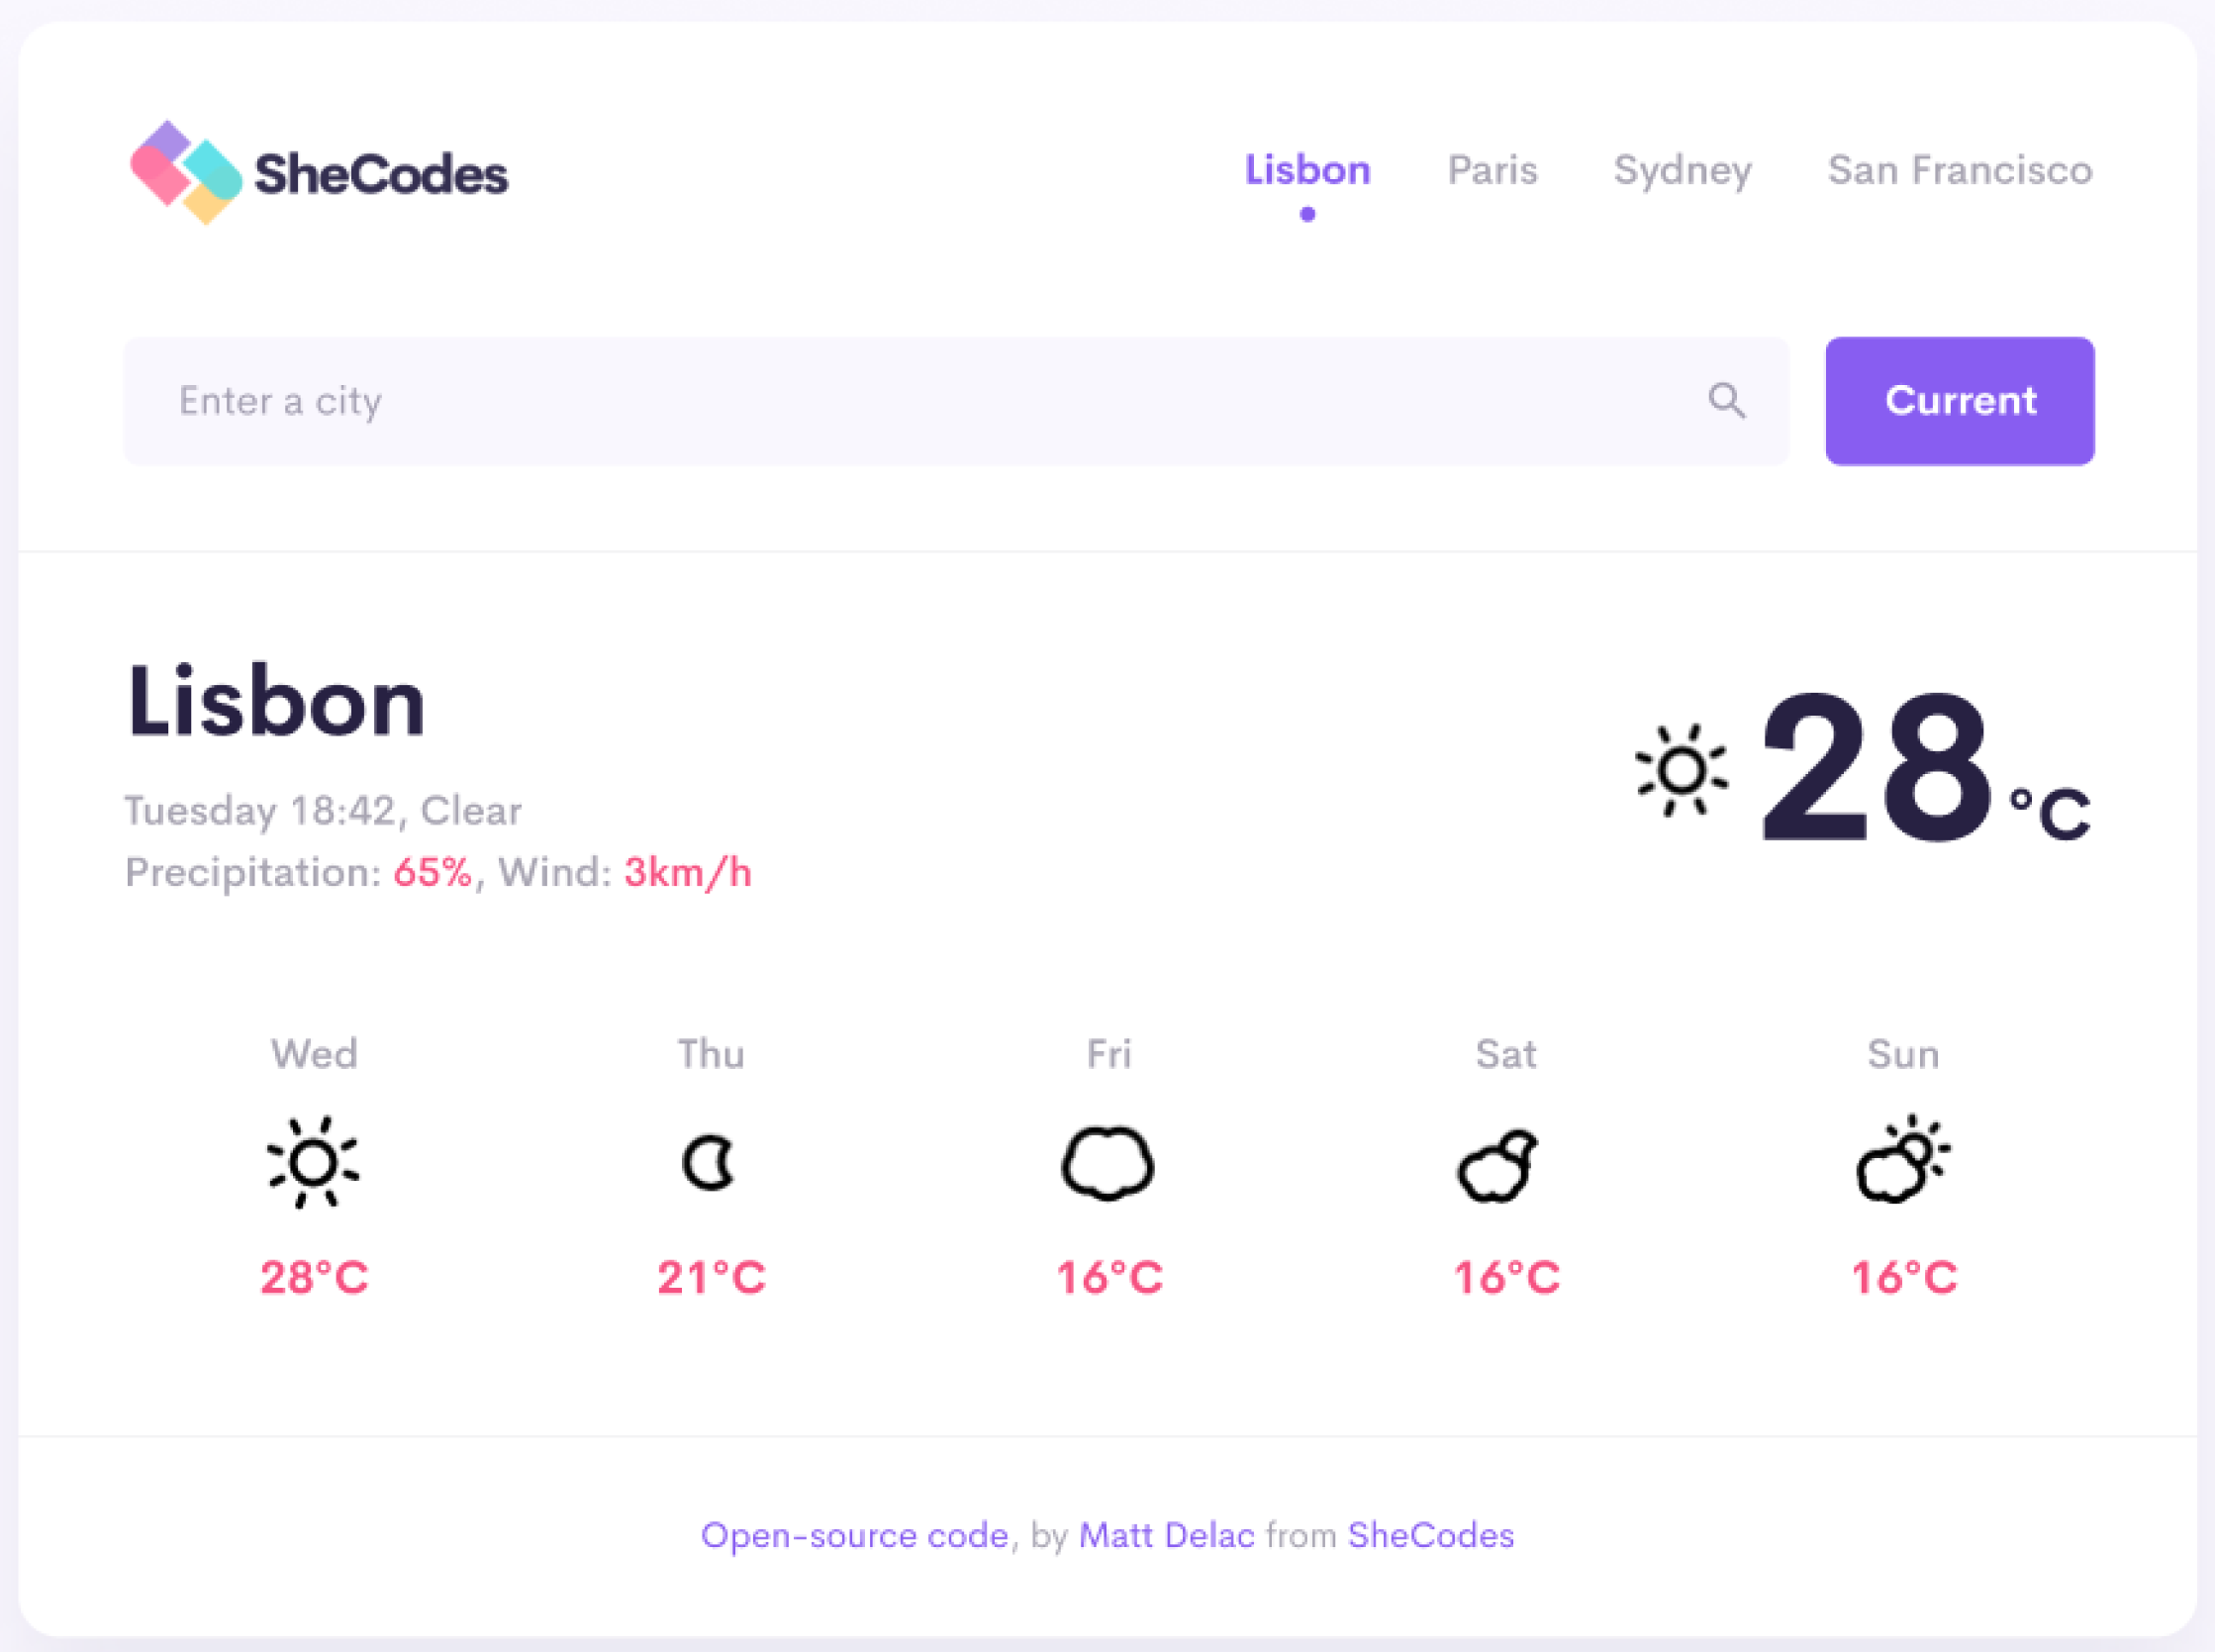 SheCodes
Lisbon Paris Sydney San Francisco
Enter a city
Current
Lisbon
28 °C
Tuesday 18:42, Clear
Precipitation: 65%, Wind: 3km/h
Wed Thu Fri Sat Sun
28°C 21°C 16°C 16°C 16°C
Open-source code, by Matt Delac from SheCodes